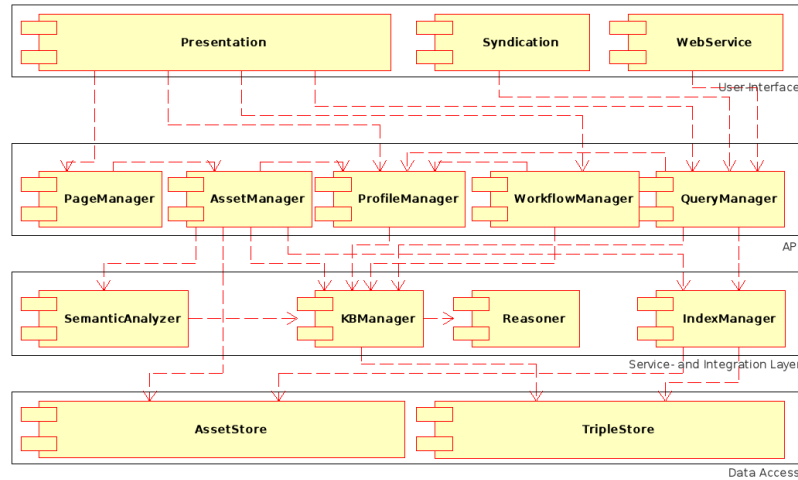 Presentation
Syndication
WebService
User Interface
PageManager
AssetManager
ProfileManager
WorkflowManager
QueryManager
AP
SemanticAnalyzer
KBManager
Reasoner
IndexManager
Service- and Integration Layer
AssetStore
TripleStore
Data Access